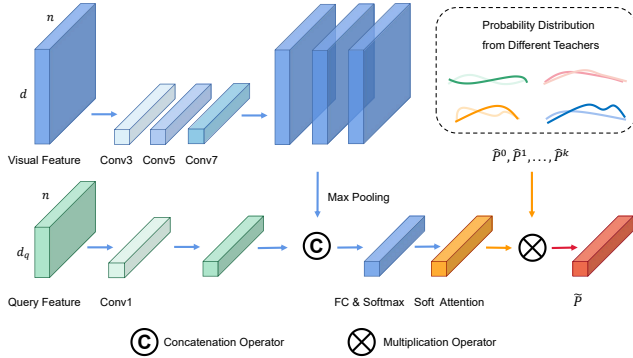 n
Probability Distribution
from Different Teachers
d
Visual Feature
Conv3
Conv5
Conv7
P̂⁰, P̂¹, ..., P̂ᵏ
n
Max Pooling
d_q
C
Query Feature
Conv1
FC & Softmax
Soft Attention
P̃
C Concatenation Operator
Multiplication Operator